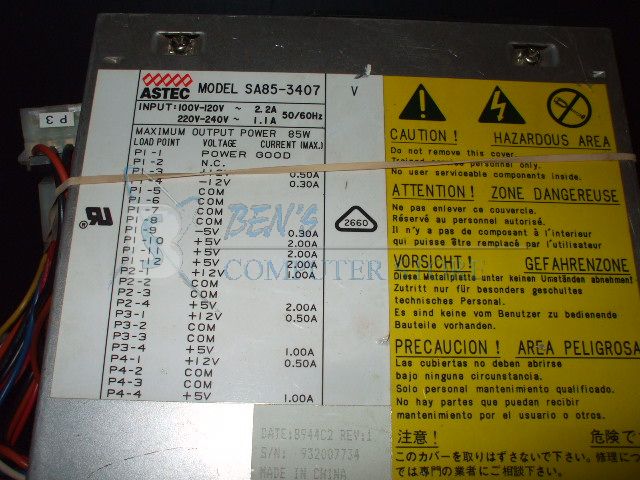 ASTEC MODEL SA85-3407 V
INPUT: 100V-120V ~ 2.2A 50/60Hz
220V-240V ~ 1.1A
MAXIMUM OUTPUT POWER 85W
LOAD POINT VOLTAGE CURRENT (MAX.)
P1-1 POWER GOOD
P1-2 N.C.
P1-3 +12V 0.50A
-12V 0.30A
P1-5 COM
P1-6 COM
P1-7 COM
P1-8 COM
P1-9 -5V 0.30A
P1-10 +5V 2.00A
P1-11 +5V 2.00A
P1-12 +5V 2.00A
P2-1 +12V 1.00A
P2-2 COM
P2-3 COM
P2-4 +5V 2.00A
P3-1 +12V 0.50A
P3-2 COM
P3-3 COM
P3-4 +5V 1.00A
P4-1 +12V 0.50A
P4-2 COM
P4-3 COM
P4-4 +5V 1.00A
2660
P3
BEN'S
COMPUTER
DATE:8944C2 REV:1
S/N: 932007734
MADE IN CHINA
CAUTION! HAZARDOUS AREA
Do not remove this cover.
Trained personnel only.
No user serviceable components inside.
ATTENTION! ZONE DANGEREUSE
Ne pas enlever ce couvercle.
Réservé au personnel autorisé.
Il n'y a pas de composant à l'interieur
qui puisse être remplacé par l'utilisateur
VORSICHT! GEFAHRENZONE
Diese Metallplatte unter keinen Umständen abnehmen!
Zutritt nur für besonders geschultes
technisches Personal.
Es sind keine vom Benutzer zu bedienende
Bauteile vorhanden.
PRECAUCION! AREA PELIGROSA
Las cubiertas no deben abrirse
bajo ninguna circunstancia.
Solo personal mantenimiento qualificado.
No hay partes que puedan recibir
mantenimiento por el usuario o otros.
注意! 危険で
このカバーを取りはずさないで下さい。修理につ
ては専門の業者にご相談下さい。